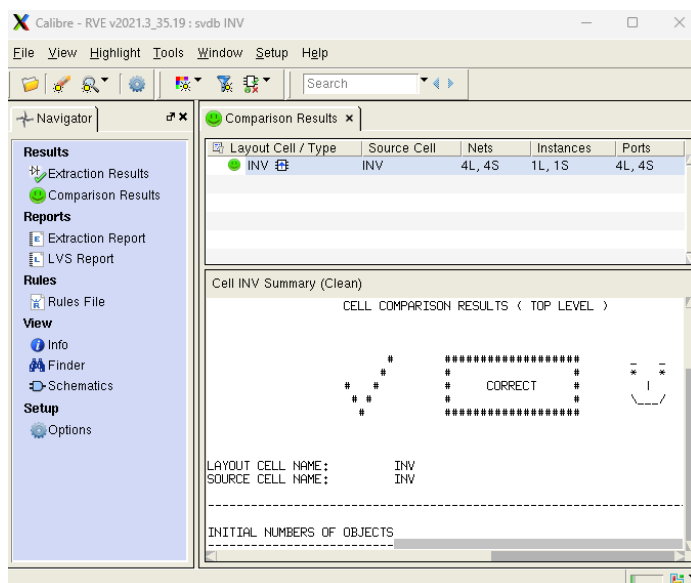 Calibre - RVE v2021.3_35.19 : svdb INV
File View Highlight Tools Window Setup Help
Search
Navigator
Results
Extraction Results
Comparison Results
Reports
Extraction Report
LVS Report
Rules
Rules File
View
Info
Finder
Schematics
Setup
Options
Comparison Results
Layout Cell / Type Source Cell Nets Instances Ports
INV INV 4L, 4S 1L, 1S 4L, 4S
Cell INV Summary (Clean)
CELL COMPARISON RESULTS ( TOP LEVEL )
# ##################### _ _
# # # * *
# # # CORRECT # |
# # # # \___/
# #####################
LAYOUT CELL NAME: INV
SOURCE CELL NAME: INV
INITIAL NUMBERS OF OBJECTS